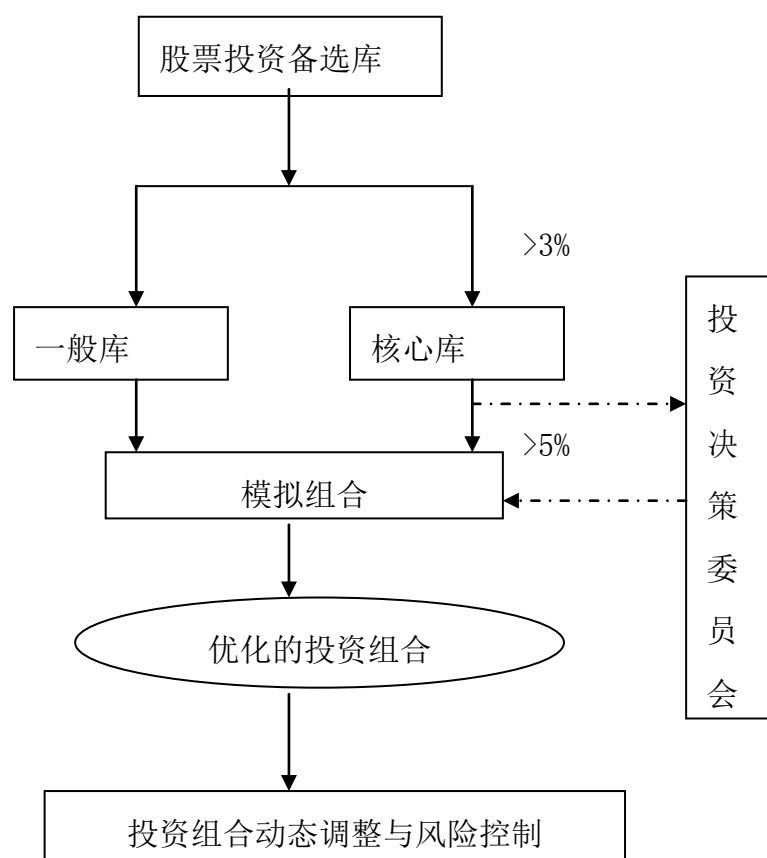 股票投资备选库
>3%
一般库
核心库
投资决策委员会
>5%
模拟组合
优化的投资组合
投资组合动态调整与风险控制